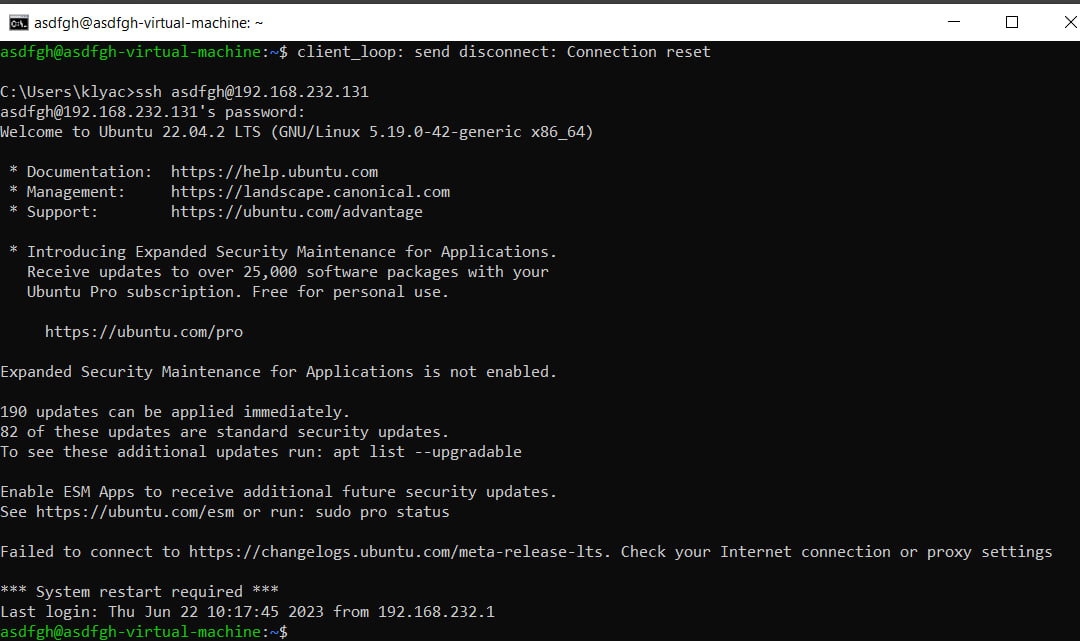 asdfgh@asdfgh-virtual-machine: ~
asdfgh@asdfgh-virtual-machine:~$ client_loop: send disconnect: Connection reset
C:\Users\klyac>ssh asdfgh@192.168.232.131
asdfgh@192.168.232.131's password:
Welcome to Ubuntu 22.04.2 LTS (GNU/Linux 5.19.0-42-generic x86_64)
* Documentation:  https://help.ubuntu.com
* Management:     https://landscape.canonical.com
* Support:        https://ubuntu.com/advantage
* Introducing Expanded Security Maintenance for Applications.
Receive updates to over 25,000 software packages with your
Ubuntu Pro subscription. Free for personal use.
https://ubuntu.com/pro
Expanded Security Maintenance for Applications is not enabled.
190 updates can be applied immediately.
82 of these updates are standard security updates.
To see these additional updates run: apt list --upgradable
Enable ESM Apps to receive additional future security updates.
See https://ubuntu.com/esm or run: sudo pro status
Failed to connect to https://changelogs.ubuntu.com/meta-release-lts. Check your Internet connection or proxy settings
*** System restart required ***
Last login: Thu Jun 22 10:17:45 2023 from 192.168.232.1
asdfgh@asdfgh-virtual-machine:~$